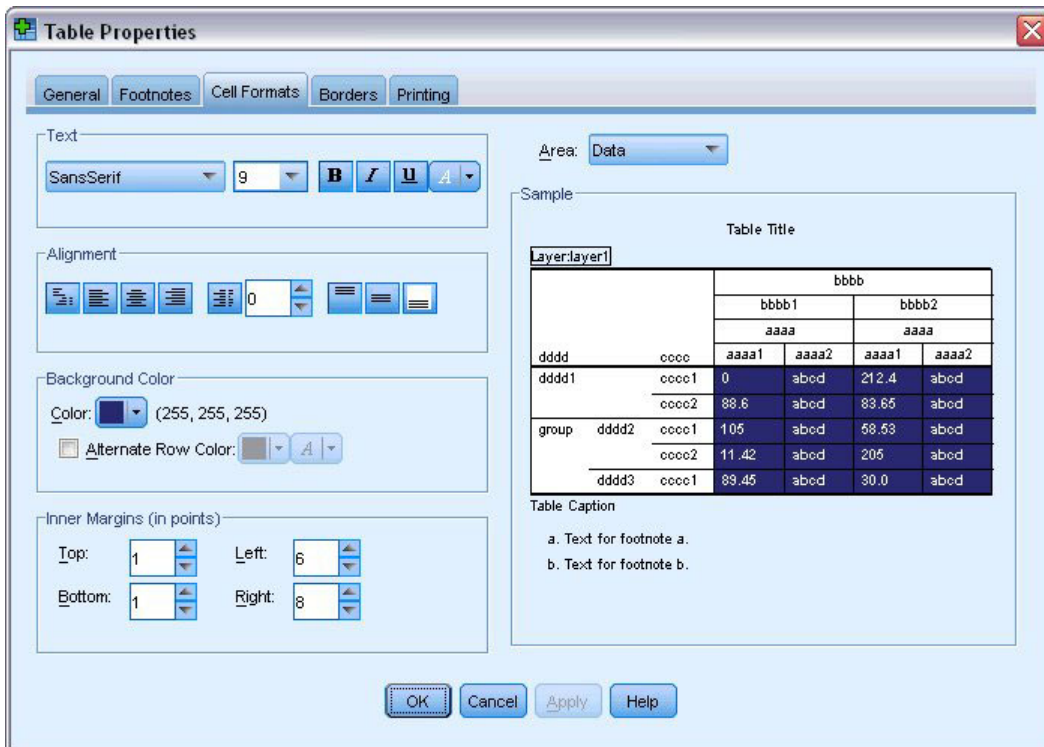 Table Properties
General Footnotes Cell Formats Borders Printing
Text
SansSerif 9 B I U A
Area: Data
Alignment
0
Background Color
Color: (255, 255, 255)
Alternate Row Color: A
Inner Margins (in points)
Top: 1 Left: 6
Bottom: 1 Right: 8
Sample
Table Title
Layer:layer1
bbbb
bbbb1 bbbb2
aaaa aaaa
dddd cccc aaaa1 aaaa2 aaaa1 aaaa2
dddd1 cccc1 0 abcd 212.4 abcd
cccc2 88.6 abcd 83.65 abcd
group dddd2 cccc1 105 abcd 58.53 abcd
cccc2 11.42 abcd 205 abcd
dddd3 cccc1 89.45 abcd 30.0 abcd
Table Caption
a. Text for footnote a.
b. Text for footnote b.
OK Cancel Apply Help